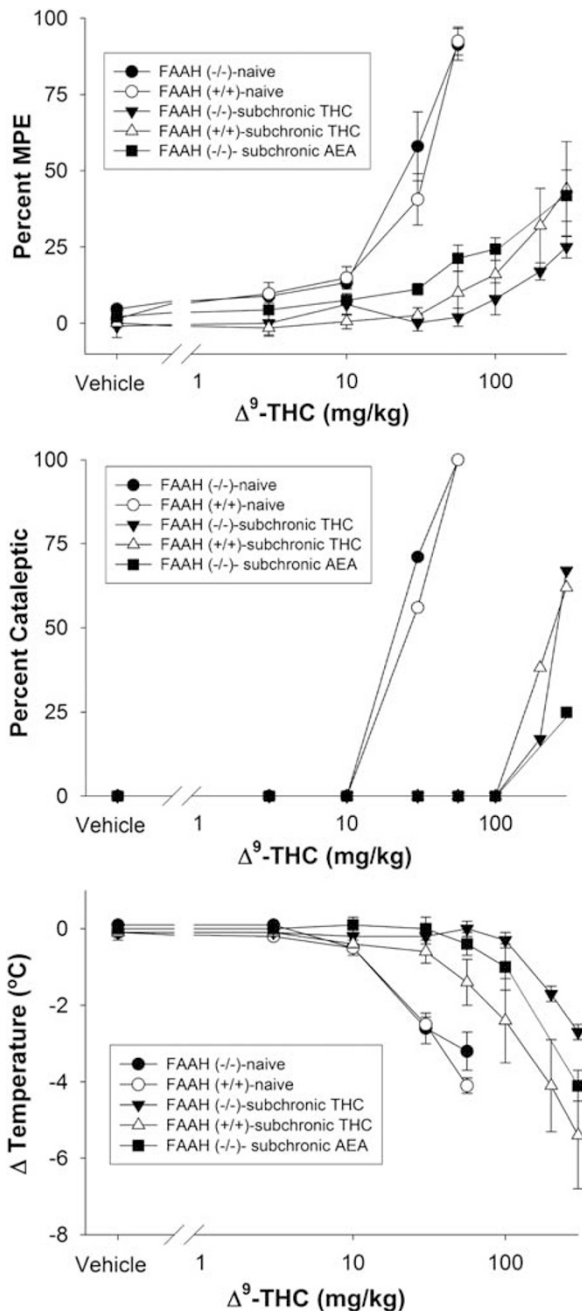 100
75
50
25
0
Percent MPE
FAAH (-/-)-naive
FAAH (+/+)-naive
FAAH (-/-)-subchronic THC
FAAH (+/+)-subchronic THC
FAAH (-/-)- subchronic AEA
Vehicle 1 10 100
Δ⁹-THC (mg/kg)
100
75
50
25
0
Percent Cataleptic
FAAH (-/-)-naive
FAAH (+/+)-naive
FAAH (-/-)-subchronic THC
FAAH (+/+)-subchronic THC
FAAH (-/-)- subchronic AEA
Vehicle 1 10 100
Δ⁹-THC (mg/kg)
0
-2
-4
-6
-8
Δ Temperature (ºC)
FAAH (-/-)-naive
FAAH (+/+)-naive
FAAH (-/-)-subchronic THC
FAAH (+/+)-subchronic THC
FAAH (-/-)- subchronic AEA
Vehicle 1 10 100
Δ⁹-THC (mg/kg)